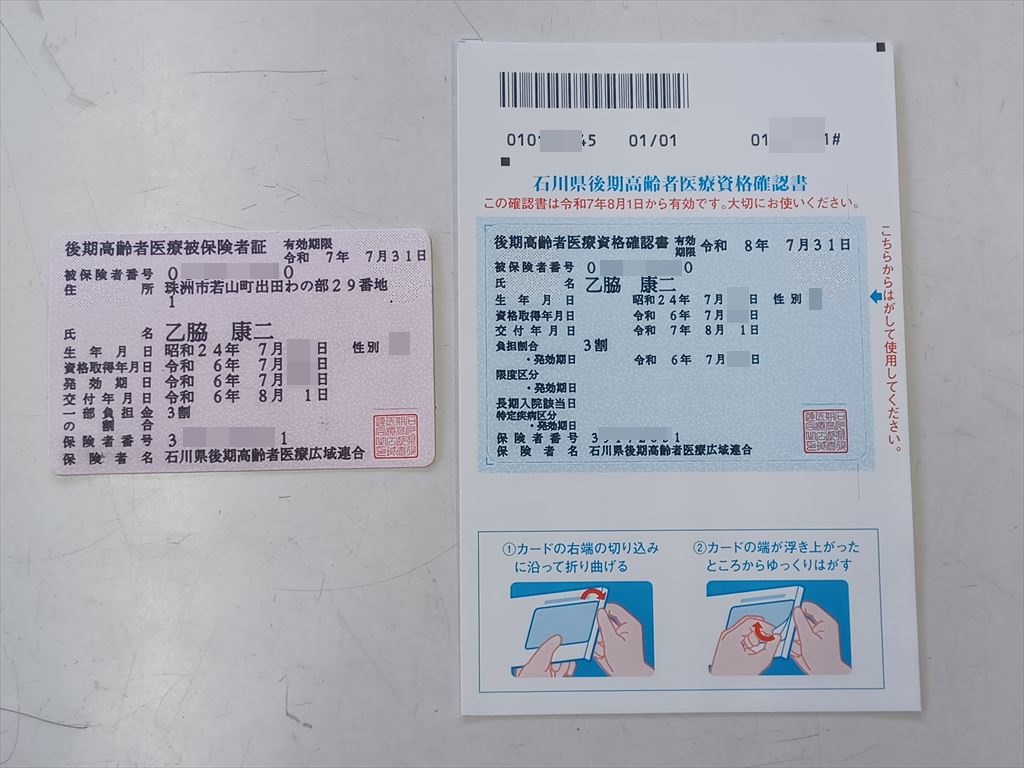 後期高齢者医療被保険者証 有効期限 令和 7年 7月31日
被保険者番号 0 0
住所 珠洲市若山町出田わの部29番地
1
氏名 乙脇 康二
生年月日 昭和24年 7月 日 性別
資格取得年月日 令和 6年 7月 日
発効期日 令和 6年 7月 日
交付年月日 令和 6年 8月 1日
一部負担金の割合 3割
保険者番号 3 1
保険者名 石川県後期高齢者医療広域連合
010 45 01/01 01 1#
石川県後期高齢者医療資格確認書
この確認書は令和7年8月1日から有効です。大切にお使いください。
後期高齢者医療資格確認書 有効期限 令和 8年 7月31日
被保険者番号 0 0
氏名 乙脇 康二
生年月日 昭和24年 7月 日 性別
資格取得年月日 令和 6年 7月 日
交付年月日 令和 7年 8月 1日
負担割合 3割
・発効期日 令和 6年 7月 日
限度区分
・発効期日
長期入院該当日
特定疾病区分
・発効期日
保険者番号 3 1
保険者名 石川県後期高齢者医療広域連合
こちらからはがして使用してください。
①カードの右端の切り込み
に沿って折り曲げる
②カードの端が浮き上がった
ところからゆっくりはがす